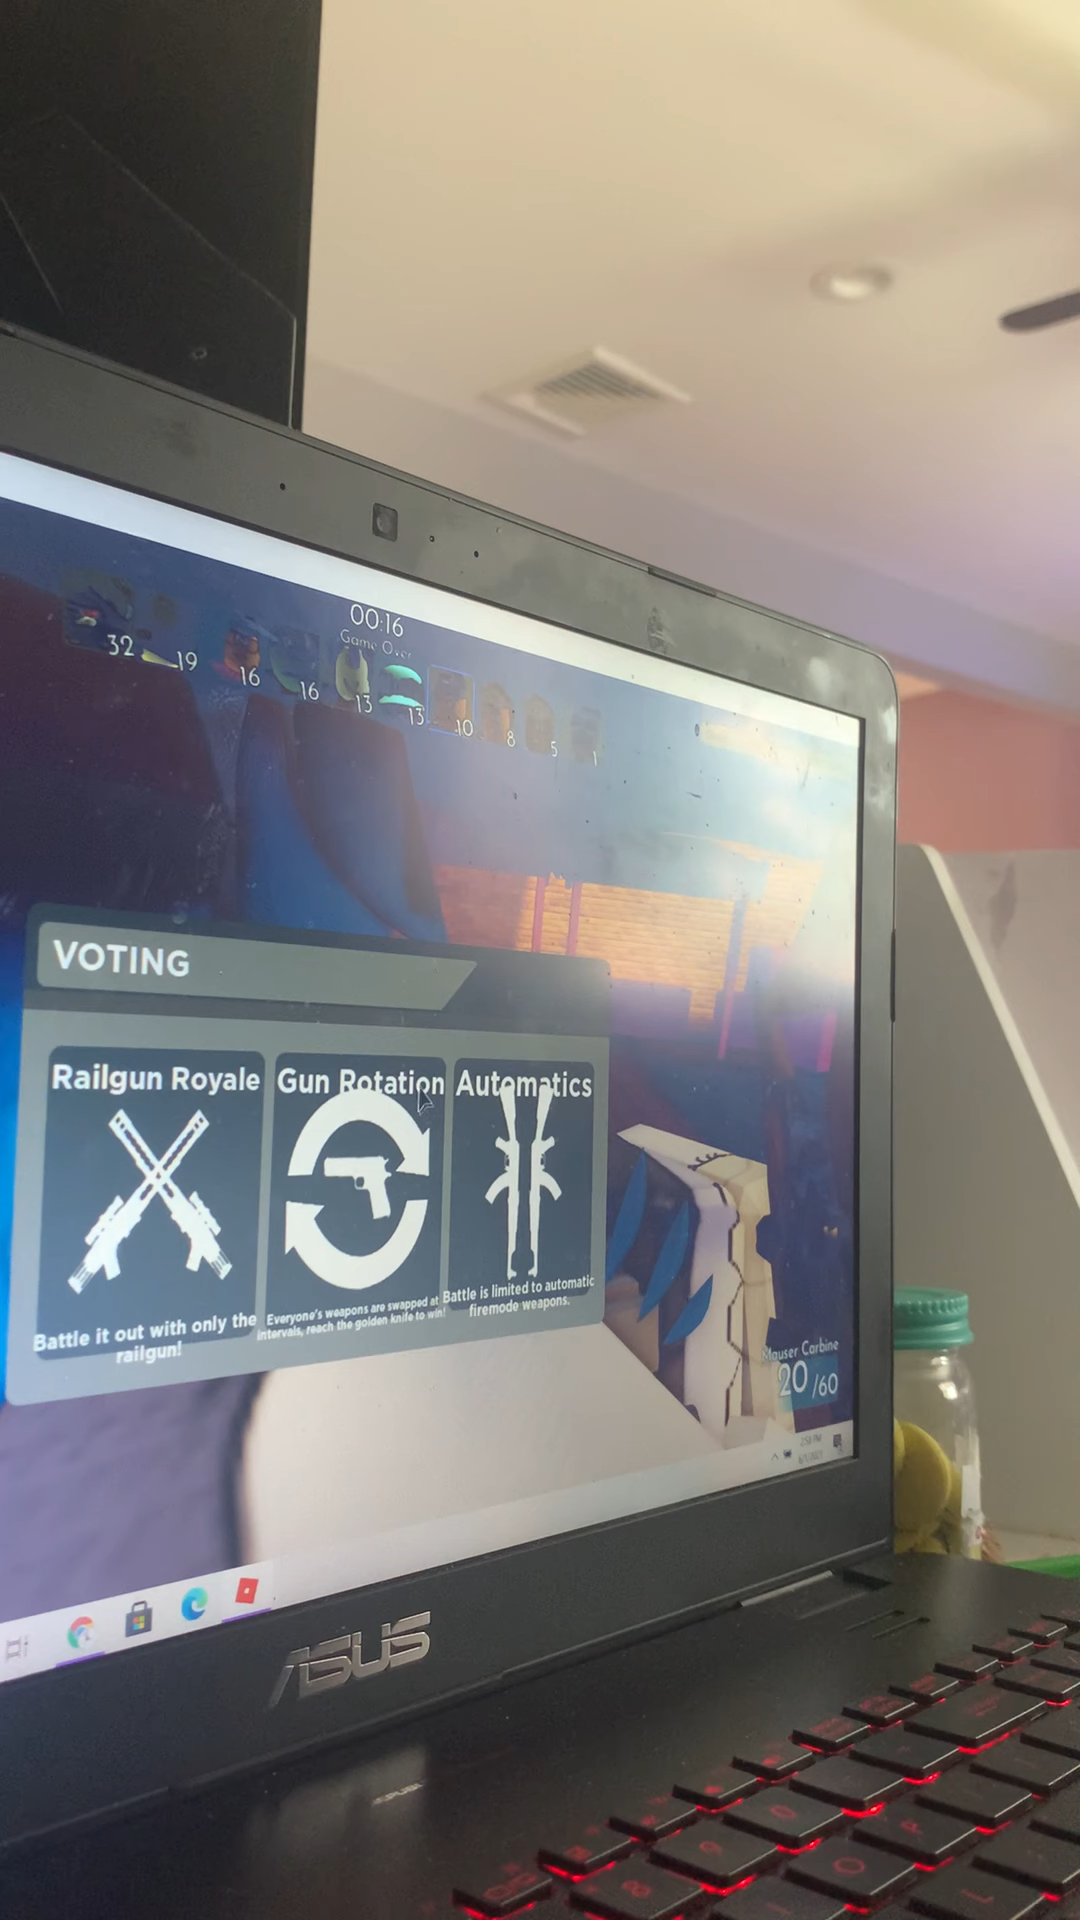 00:16
Game Over
32
19
16
16
13
13
10
8
5
1
VOTING
Railgun Royale
Gun Rotation
Automatics
Battle it out with only the
railgun!
Everyone's weapons are swapped at
intervals, reach the golden knife to win!
Battle is limited to automatic
firemode weapons.
Mauser Carbine
20 /60
ASUS